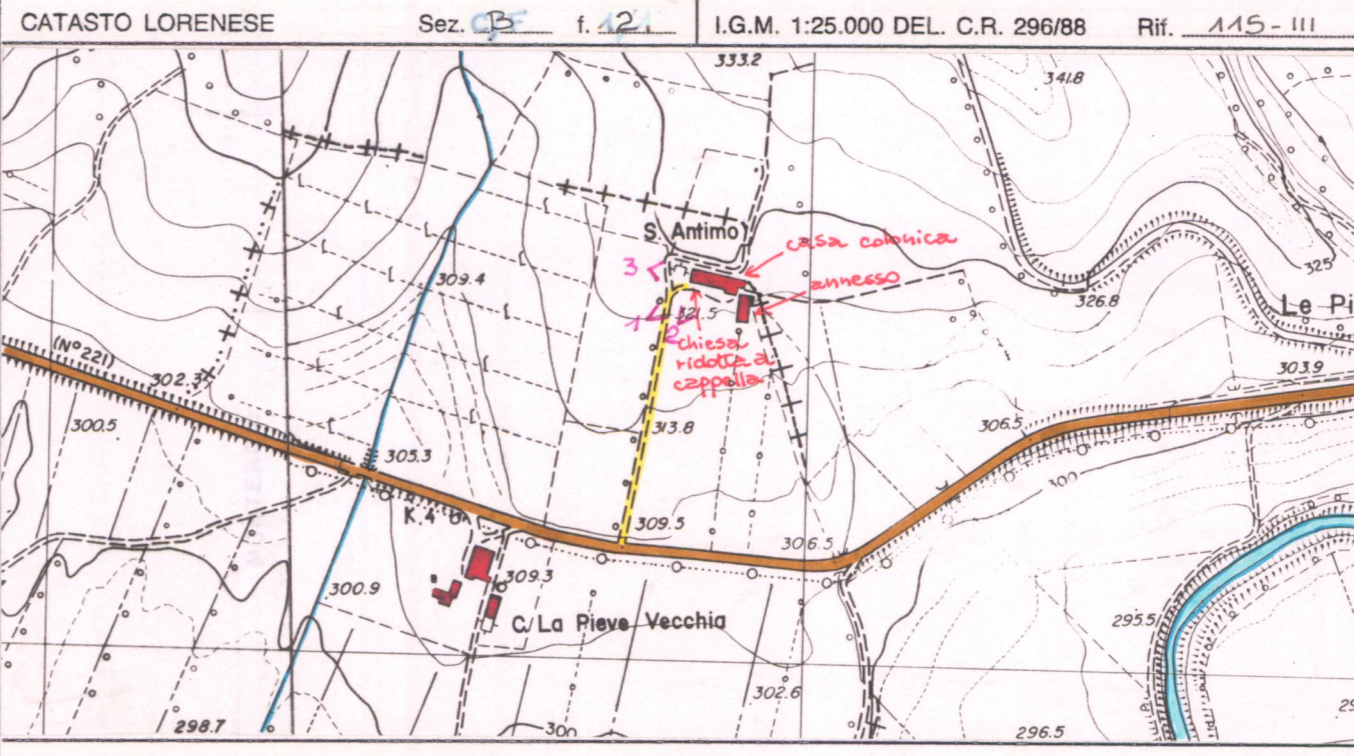 CATASTO LORENESE Sez. B f. 12 I.G.M. 1:25.000 DEL. C.R. 296/88 Rif. 115-III
333.2
341.8
S. Antimo
casa colonica
3
309.4
annesso
325
326.8
Le Pi
1
321.5
2
chiesa
ridotta a
cappella
(N°221)
302.3
303.9
300.5
313.8
306.5
305.3
300
K.4
309.5
306.5
309.3
300.9
C/La Pieve Vecchia
295.5
302.6
298.7
300
296.5
29